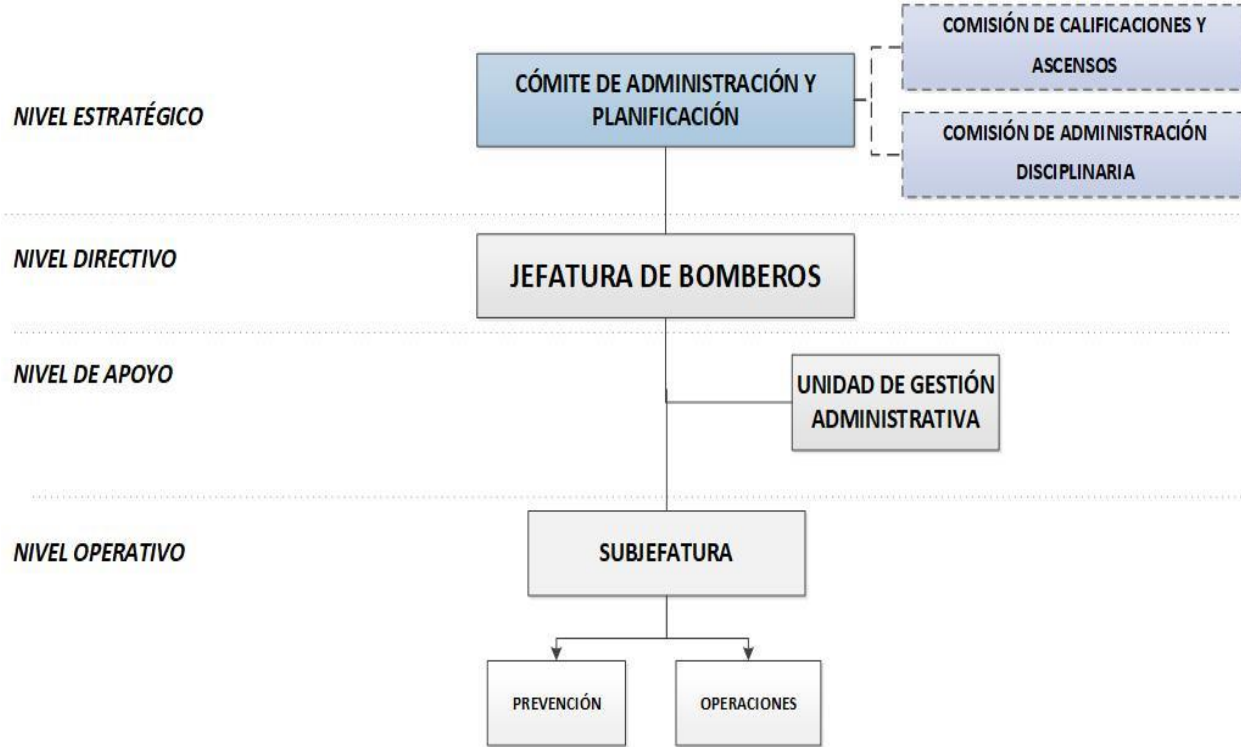 COMISIÓN DE CALIFICACIONES Y
ASCENSOS
NIVEL ESTRATÉGICO
CÓMITE DE ADMINISTRACIÓN Y
PLANIFICACIÓN
COMISIÓN DE ADMINISTRACIÓN
DISCIPLINARIA
NIVEL DIRECTIVO
JEFATURA DE BOMBEROS
NIVEL DE APOYO
UNIDAD DE GESTIÓN
ADMINISTRATIVA
NIVEL OPERATIVO
SUBJEFATURA
PREVENCIÓN
OPERACIONES